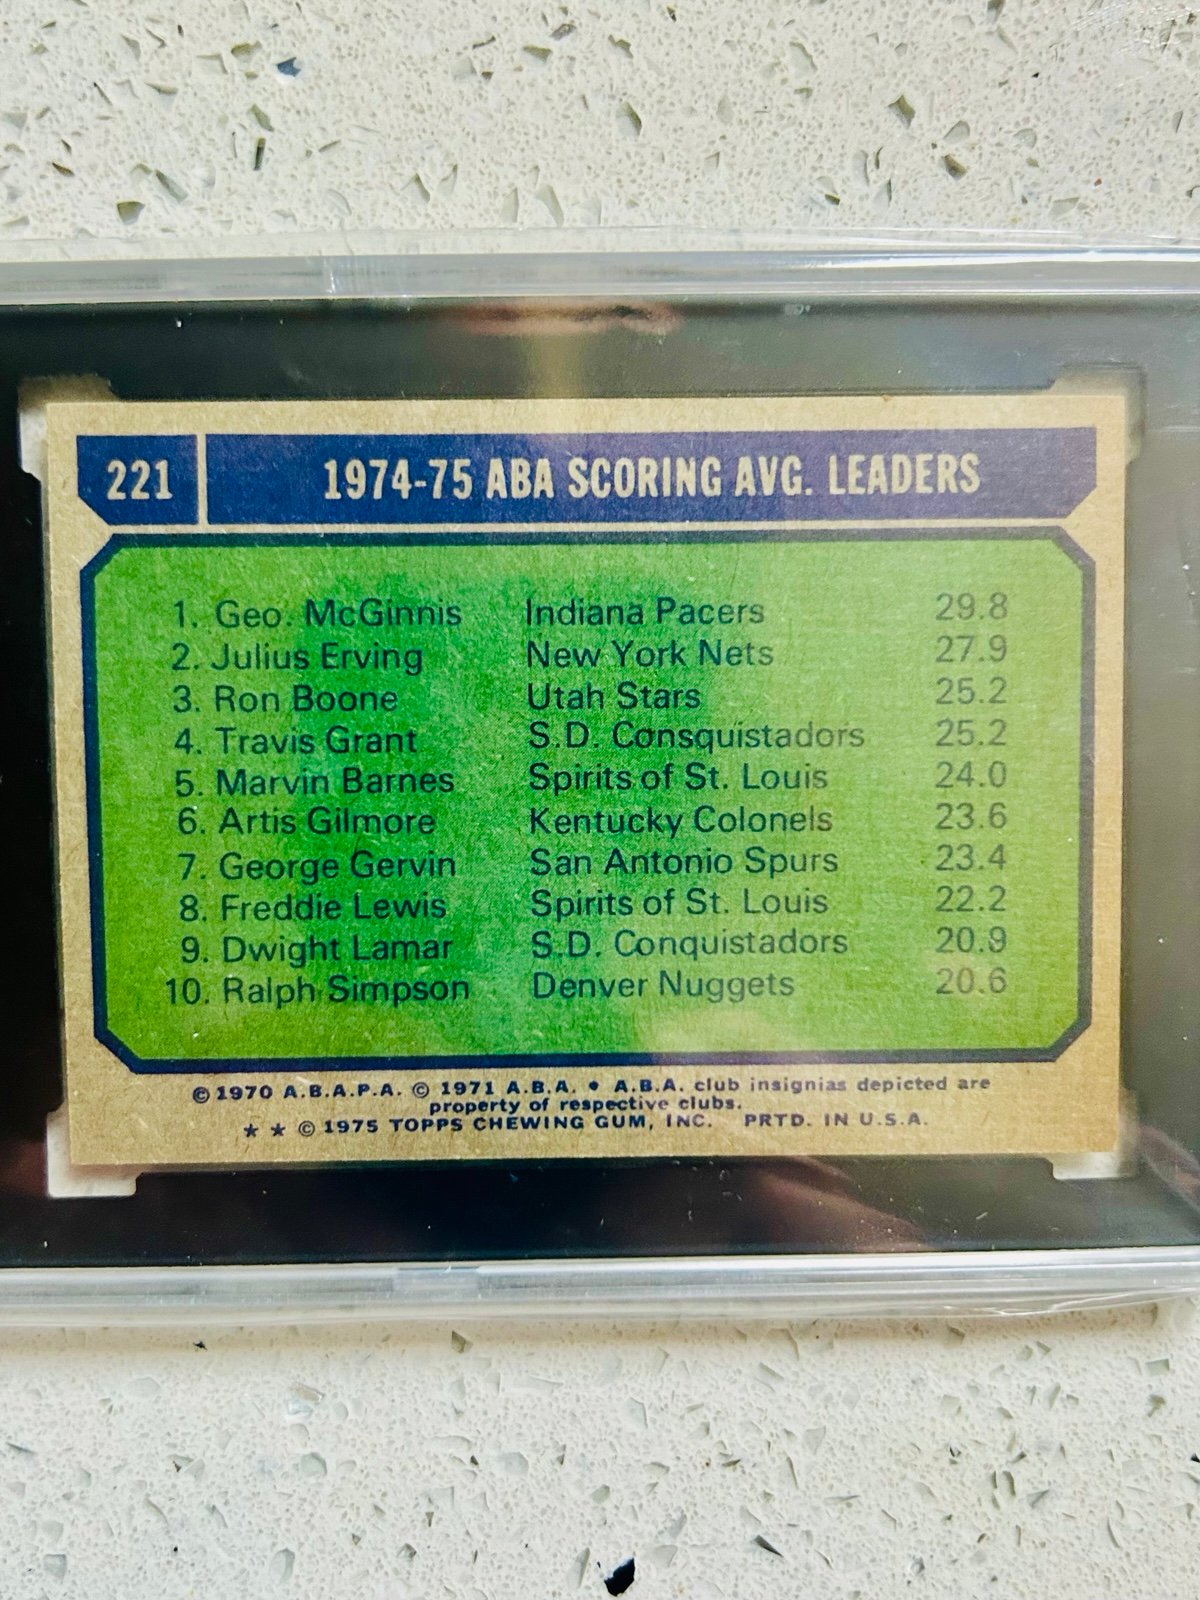 221 1974-75 ABA SCORING AVG. LEADERS
1. Geo. McGinnis Indiana Pacers 29.8
2. Julius Erving New York Nets 27.9
3. Ron Boone Utah Stars 25.2
4. Travis Grant S.D. Consquistadors 25.2
5. Marvin Barnes Spirits of St. Louis 24.0
6. Artis Gilmore Kentucky Colonels 23.6
7. George Gervin San Antonio Spurs 23.4
8. Freddie Lewis Spirits of St. Louis 22.2
9. Dwight Lamar S.D. Conquistadors 20.9
10. Ralph Simpson Denver Nuggets 20.6
© 1970 A.B.A.P.A. © 1971 A.B.A. • A.B.A. club insignias depicted are
property of respective clubs.
★ ★ © 1975 TOPPS CHEWING GUM, INC. PRTD. IN U.S.A.